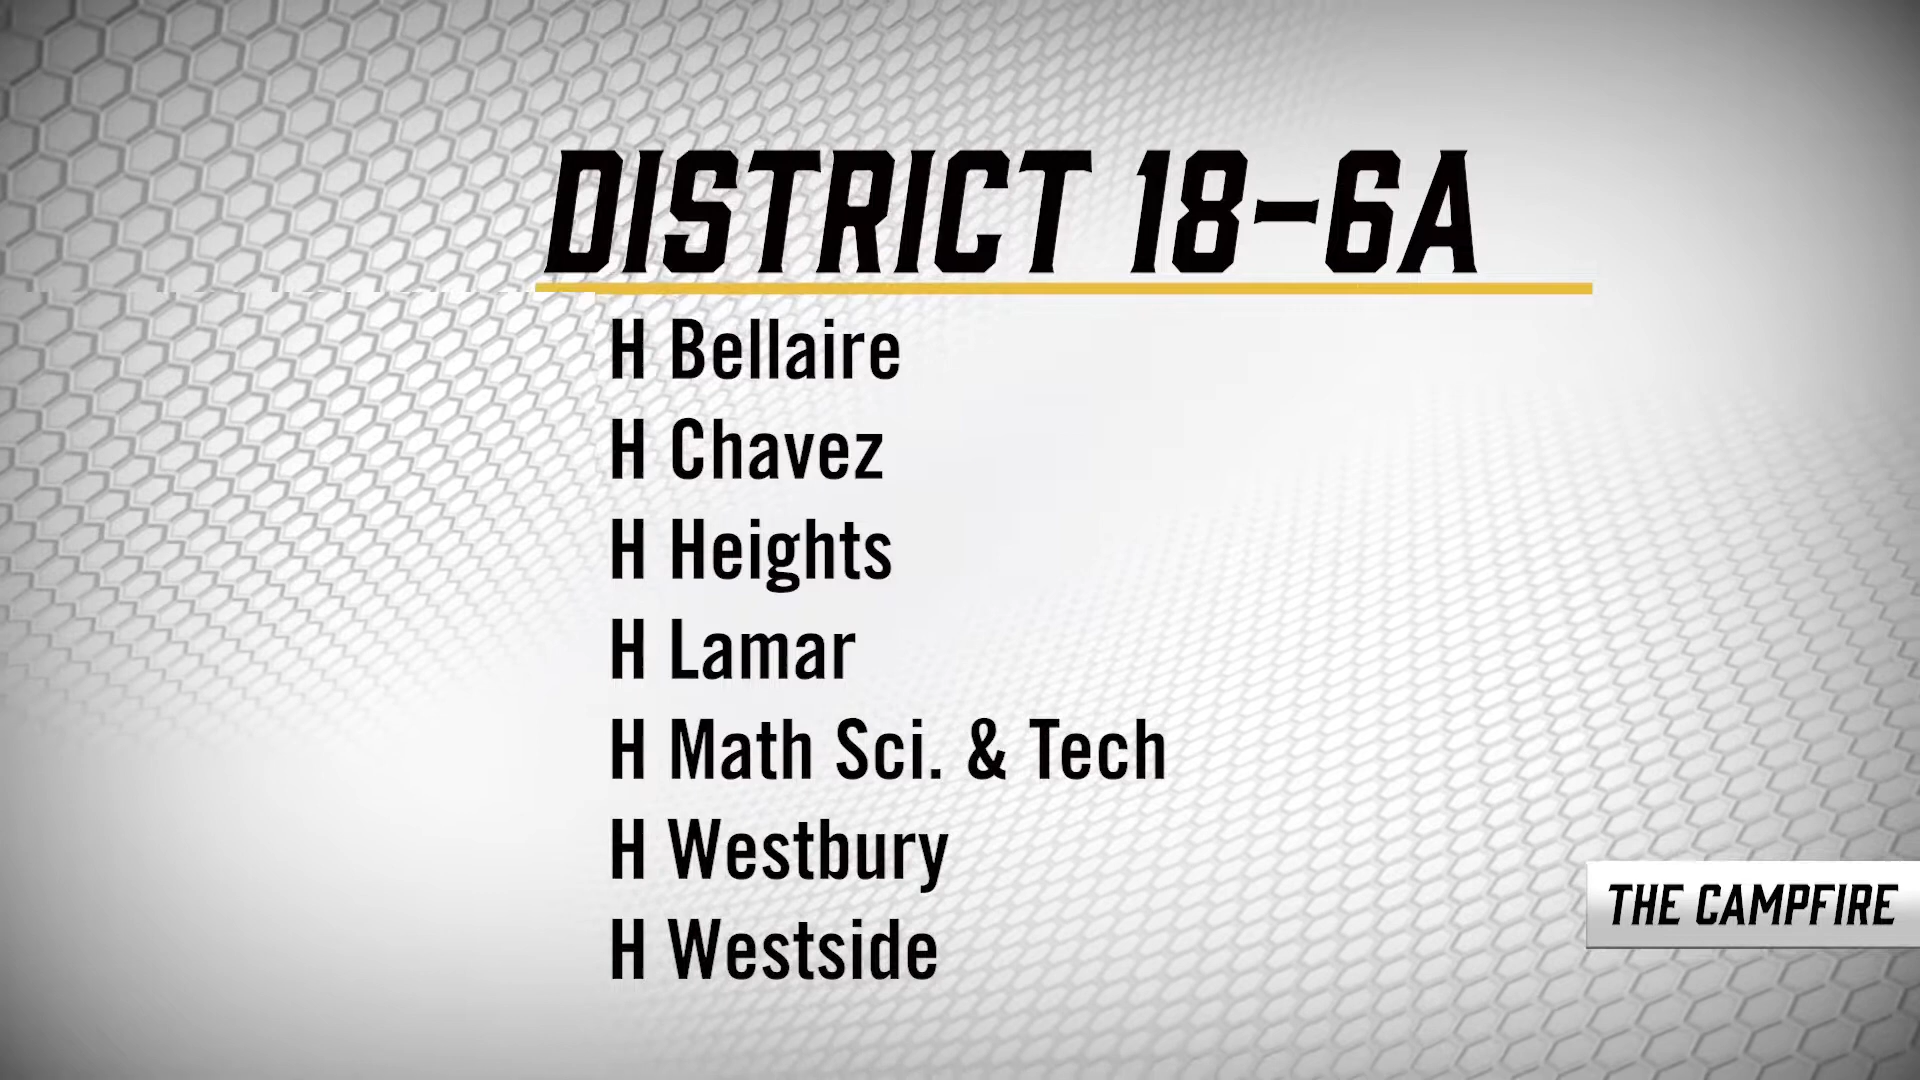 DISTRICT 18-6A
H Bellaire
H Chavez
H Heights
H Lamar
H Math Sci. & Tech
H Westbury
H Westside
THE CAMPFIRE